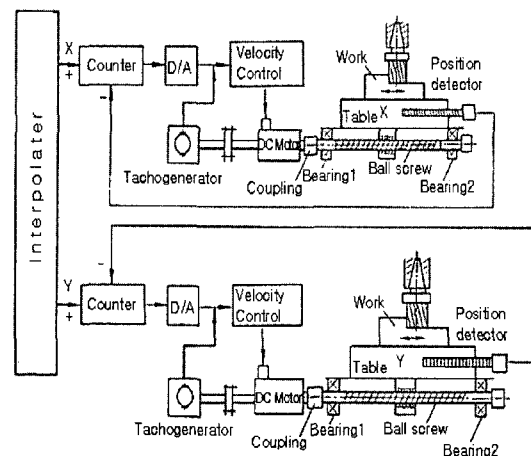 Interpolater
X
+
Counter
-
D/A
Velocity
Control
Work
Position
detector
Table X
Tachogenerator
DC Motor
Coupling
Bearing1
Ball screw
Bearing2
-
Y
+
Counter
D/A
Velocity
Control
Work
Position
detector
Table Y
Tachogenerator
DC Motor
Coupling
Bearing1
Ball screw
Bearing2